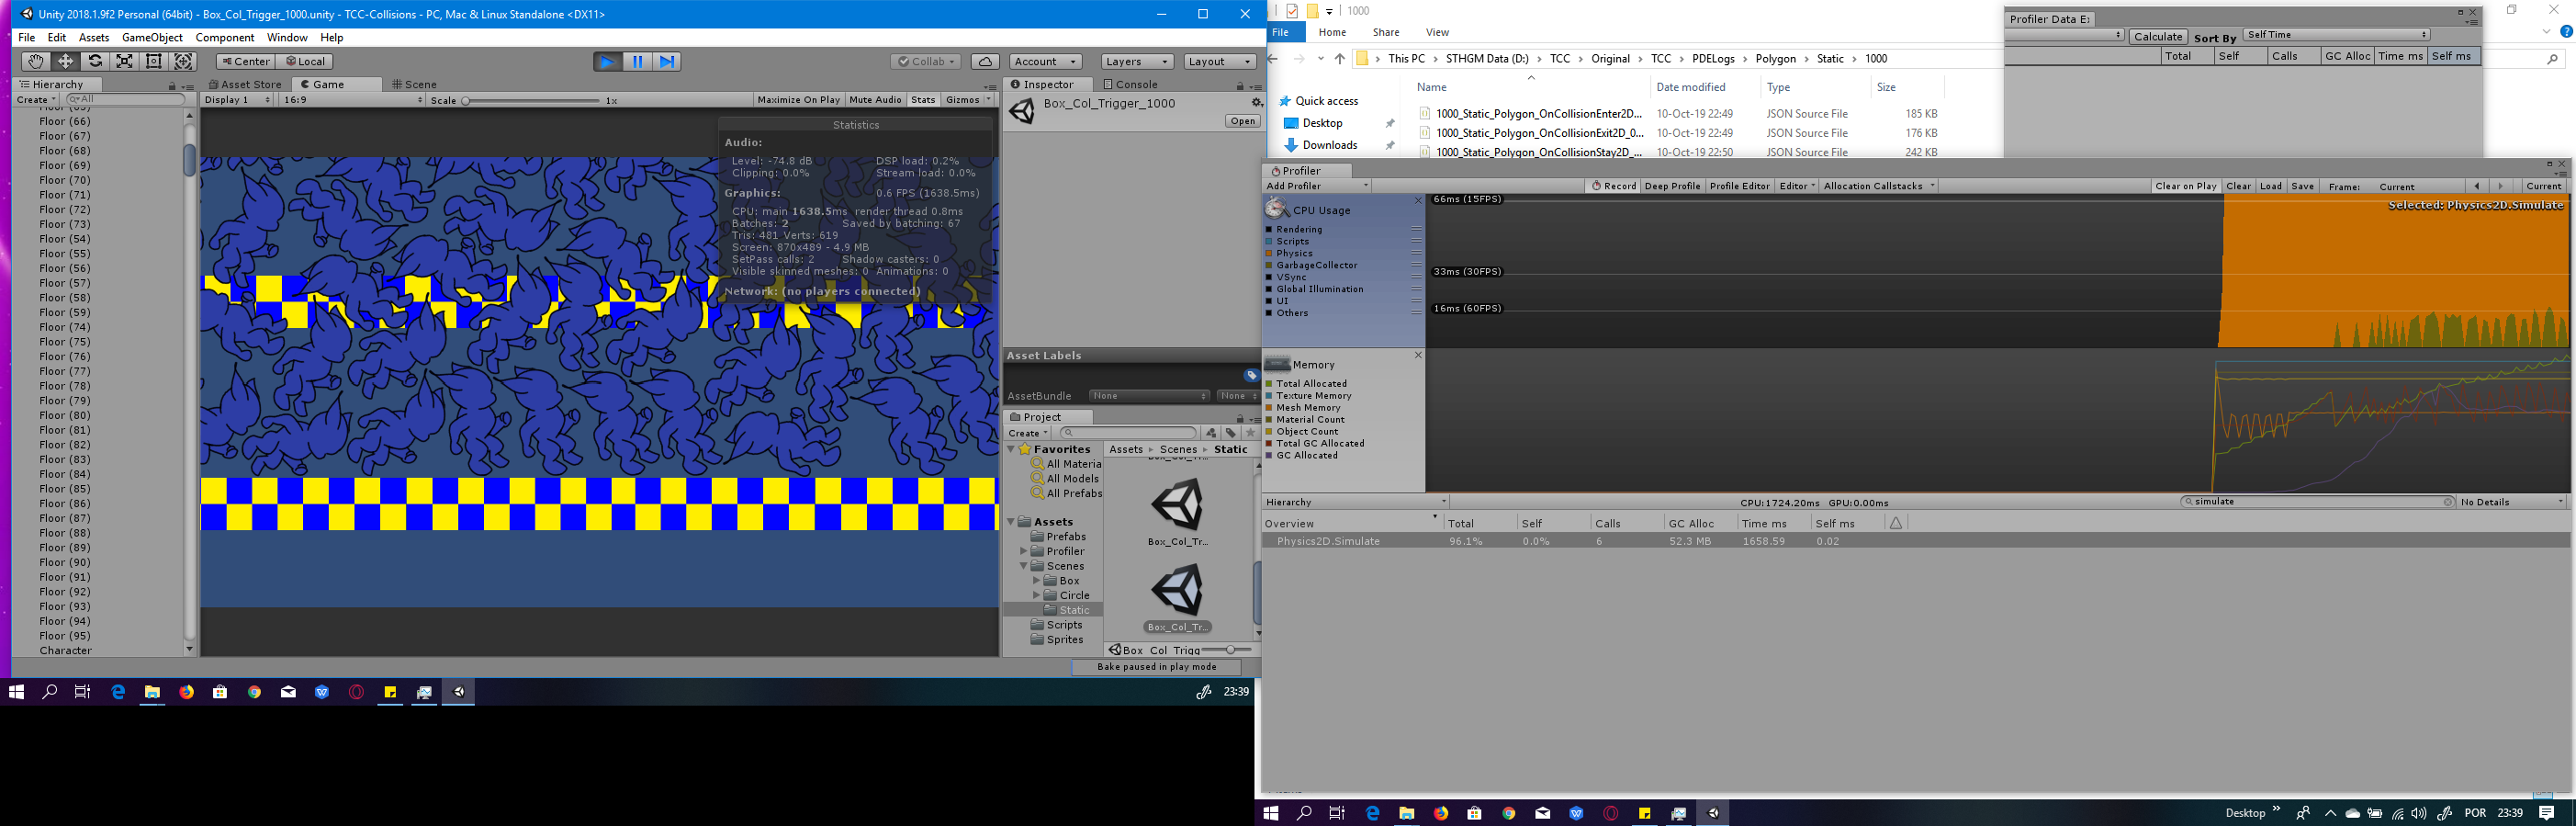 Unity 2018.1.9f2 Personal (64bit) - Box_Col_Trigger_1000.unity - TCC-Collisions - PC, Mac & Linux Standalone <DX11>
File Edit Assets GameObject Component Window Help
Center Local
Collab Account Layers Layout
Hierarchy
Create All
Floor (66)
Floor (67)
Floor (68)
Floor (69)
Floor (70)
Floor (71)
Floor (72)
Floor (73)
Floor (54)
Floor (55)
Floor (56)
Floor (57)
Floor (58)
Floor (59)
Floor (74)
Floor (75)
Floor (76)
Floor (77)
Floor (78)
Floor (79)
Floor (80)
Floor (81)
Floor (82)
Floor (83)
Floor (84)
Floor (85)
Floor (86)
Floor (87)
Floor (88)
Floor (89)
Floor (90)
Floor (91)
Floor (92)
Floor (93)
Floor (94)
Floor (95)
Character
Asset Store Game Scene
Display 1 16:9 Scale 1x Maximize On Play Mute Audio Stats Gizmos
Statistics
Audio:
Level: -74.8 dB DSP load: 0.2%
Clipping: 0.0% Stream load: 0.0%
Graphics: 0.6 FPS (1638.5ms)
CPU: main 1638.5ms render thread 0.8ms
Batches: 2 Saved by batching: 67
Tris: 481 Verts: 619
Screen: 870x489 - 4.9 MB
SetPass calls: 2 Shadow casters: 0
Visible skinned meshes: 0 Animations: 0
Network: (no players connected)
Inspector Console
Box_Col_Trigger_1000
Open
Asset Labels
AssetBundle None None
Project
Create
Favorites
All Materia
All Models
All Prefabs
Assets
Prefabs
Profiler
Scenes
Box
Circle
Static
Scripts
Sprites
Assets Scenes Static
Box_Col_Tr...
Box_Col_Tr...
Box_Col_Tr...
Box Col Trigg
Bake paused in play mode
23:39
1000
File Home Share View
This PC STHGM Data (D:) TCC Original TCC PDELogs Polygon Static 1000
Quick access
Desktop
Downloads
Name Date modified Type Size
1000_Static_Polygon_OnCollisionEnter2D... 10-Oct-19 22:49 JSON Source File 185 KB
1000_Static_Polygon_OnCollisionExit2D_0... 10-Oct-19 22:49 JSON Source File 176 KB
1000_Static_Polygon_OnCollisionStay2D_... 10-Oct-19 22:50 JSON Source File 242 KB
Profiler Data E
Calculate Sort By Self Time
Total Self Calls GC Alloc Time ms Self ms
Profiler
Add Profiler Record Deep Profile Profile Editor Editor Allocation Callstacks Clear on Play Clear Load Save Frame: Current Current
CPU Usage
Rendering
Scripts
Physics
GarbageCollector
VSync
Global Illumination
UI
Others
66ms (15FPS)
33ms (30FPS)
16ms (60FPS)
Selected: Physics2D.Simulate
Memory
Total Allocated
Texture Memory
Mesh Memory
Material Count
Object Count
Total GC Allocated
GC Allocated
Hierarchy CPU:1724.20ms GPU:0.00ms simulate No Details
Overview Total Self Calls GC Alloc Time ms Self ms
Physics2D.Simulate 96.1% 0.0% 6 52.3 MB 1658.59 0.02
Desktop POR 23:39